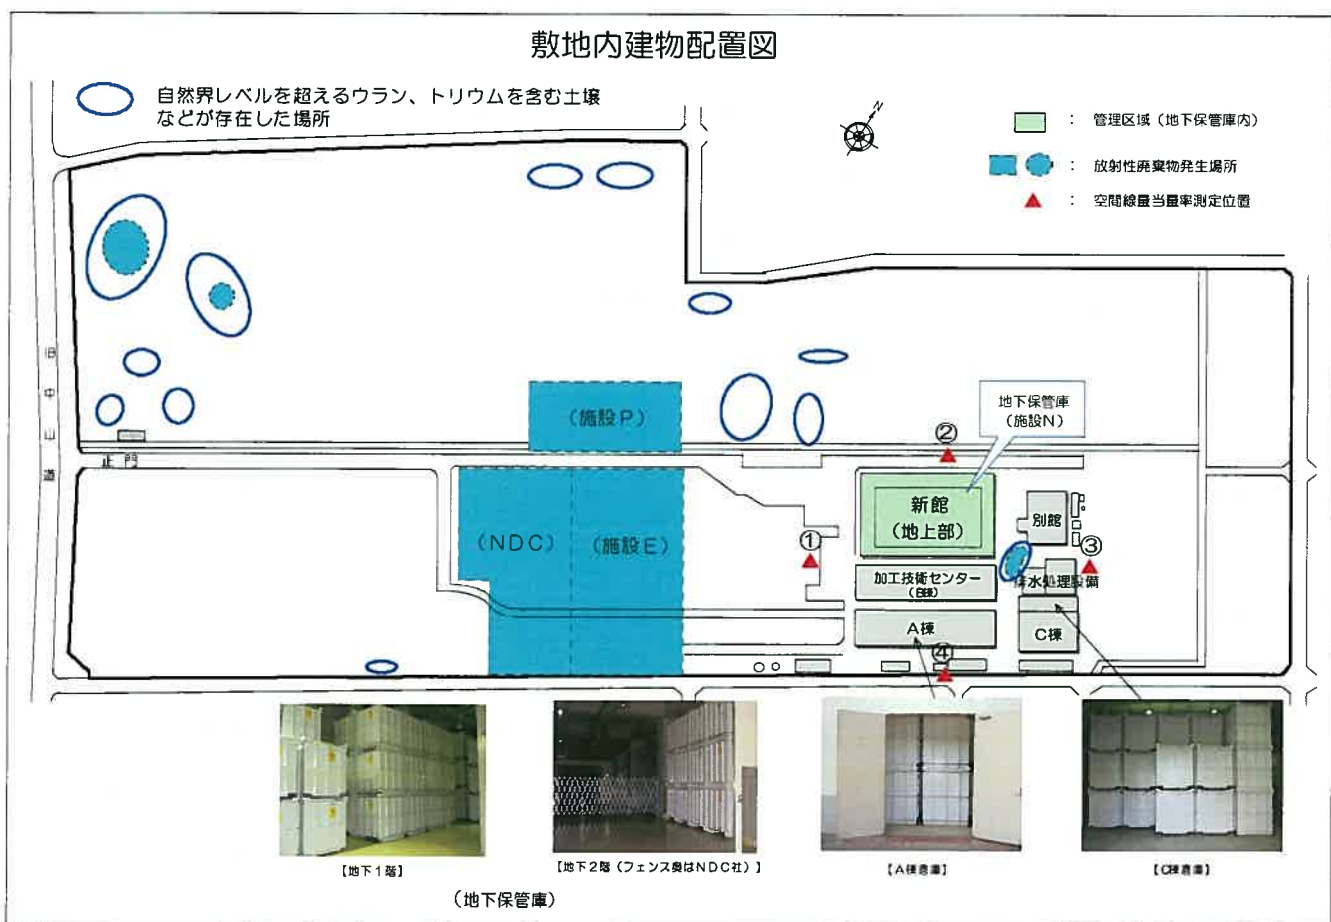 敷地内建物配置図
自然界レベルを超えるウラン、トリウムを含む土壌
などが存在した場所
N
： 管理区域（地下保管庫内）
： 放射性廃棄物発生場所
： 空間線量当量率測定位置
旧中山道
正門
（施設P）
地下保管庫
（施設N）
②
新館
（地上部）
別館
（NDC）
（施設E）
①
③
加工技術センター
（B棟）
排水処理設備
A棟
C棟
④
【地下1階】
【地下2階（フェンス奥はNDC社）】
【A棟倉庫】
【C棟倉庫】
（地下保管庫）